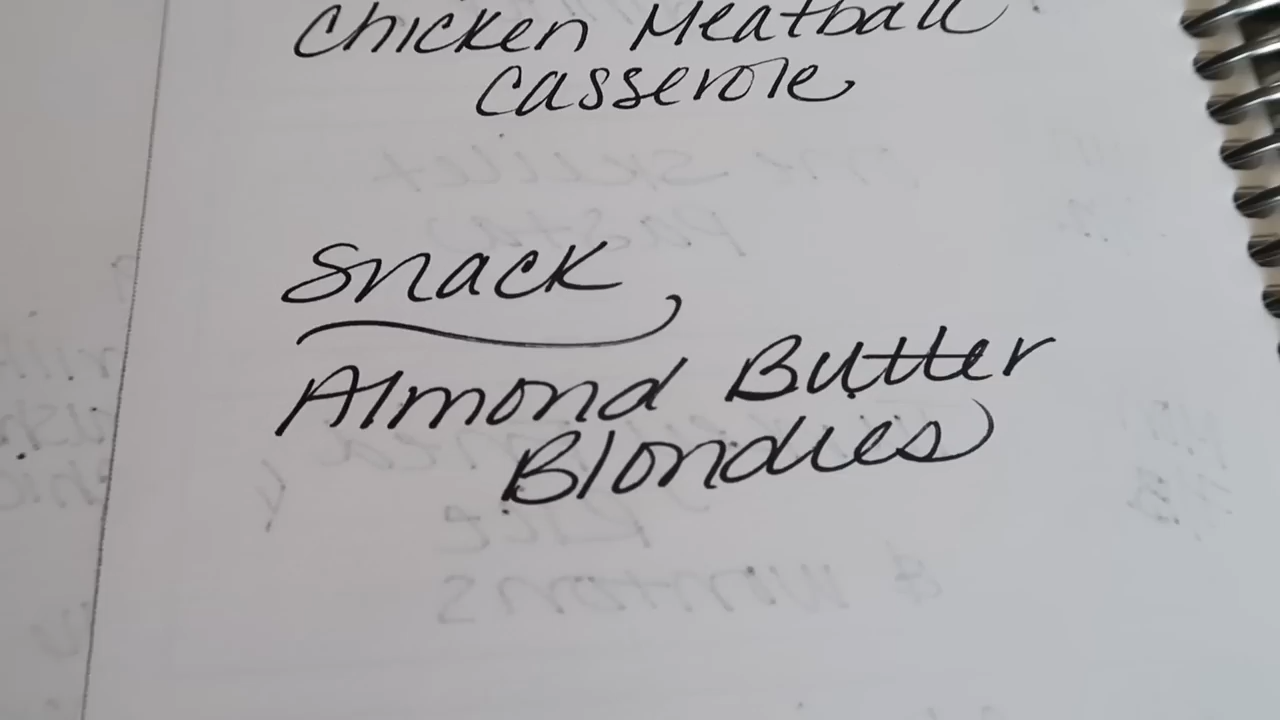 Chicken Meatball
Casserole
Snack
Almond Butter
Blondies